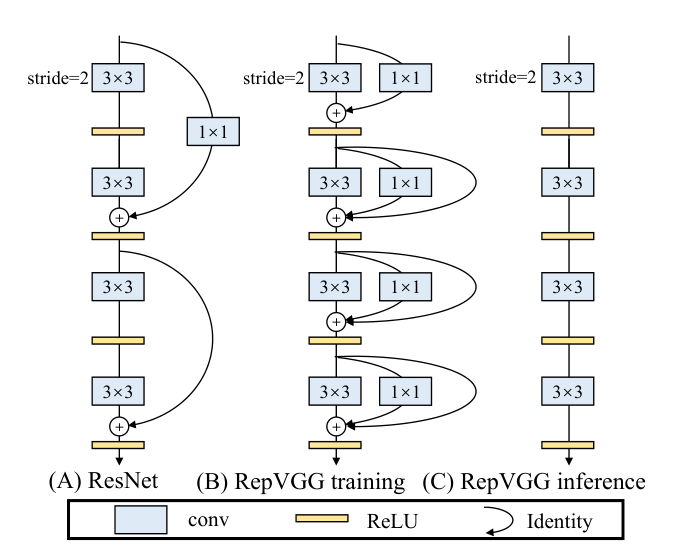 stride=2 3×3
1×1
3×3
+
3×3
3×3
+
(A) ResNet
stride=2 3×3 1×1
+
3×3 1×1
+
3×3 1×1
+
3×3 1×1
+
(B) RepVGG training
stride=2 3×3
3×3
3×3
3×3
(C) RepVGG inference
conv ReLU Identity